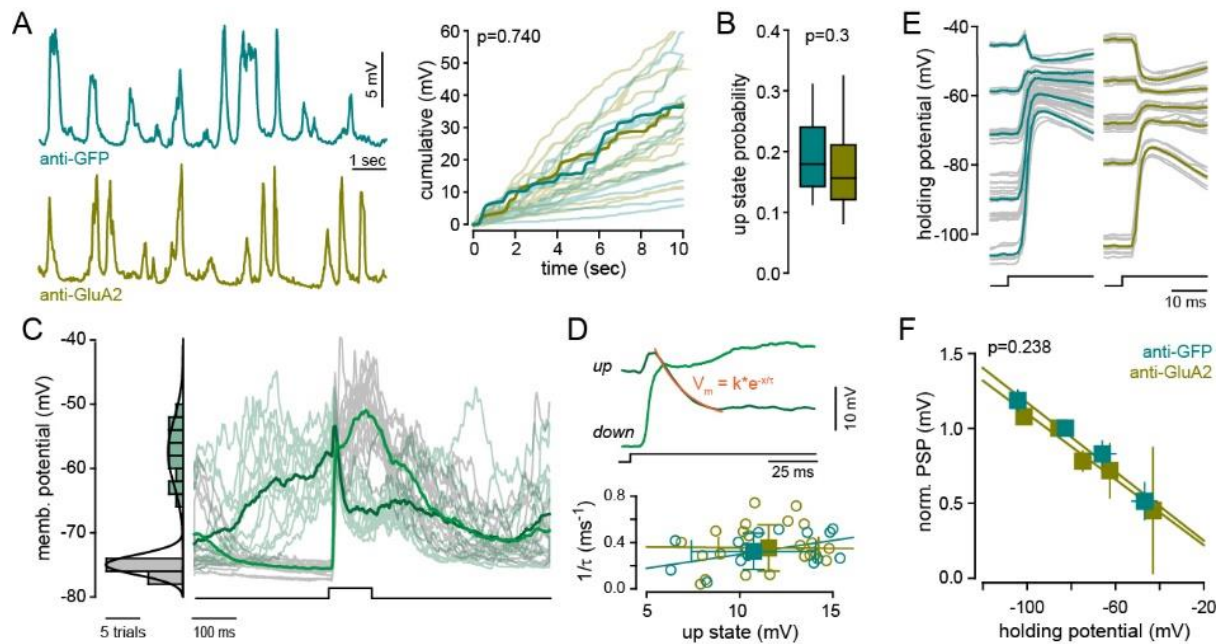 A
5 mV
anti-GFP
1 sec
anti-GluA2
cumulative (mV)
60
50
40
30
20
10
0
p=0.740
0 2 4 6 8 10
time (sec)
B
p=0.3
up state probability
0.4
0.3
0.2
0.1
0.0
E
holding potential (mV)
-40
-60
-80
-100
10 ms
C
memb. potential (mV)
-40
-50
-60
-70
-80
5 trials
100 ms
D
up
down
Vm = k*e-x/τ
10 mV
25 ms
1/τ (ms-1)
0.8
0.4
0.0
5 10 15
up state (mV)
F
p=0.238
anti-GFP
anti-GluA2
norm. PSP (mV)
1.5
1.0
0.5
0.0
-100 -60 -20
holding potential (mV)